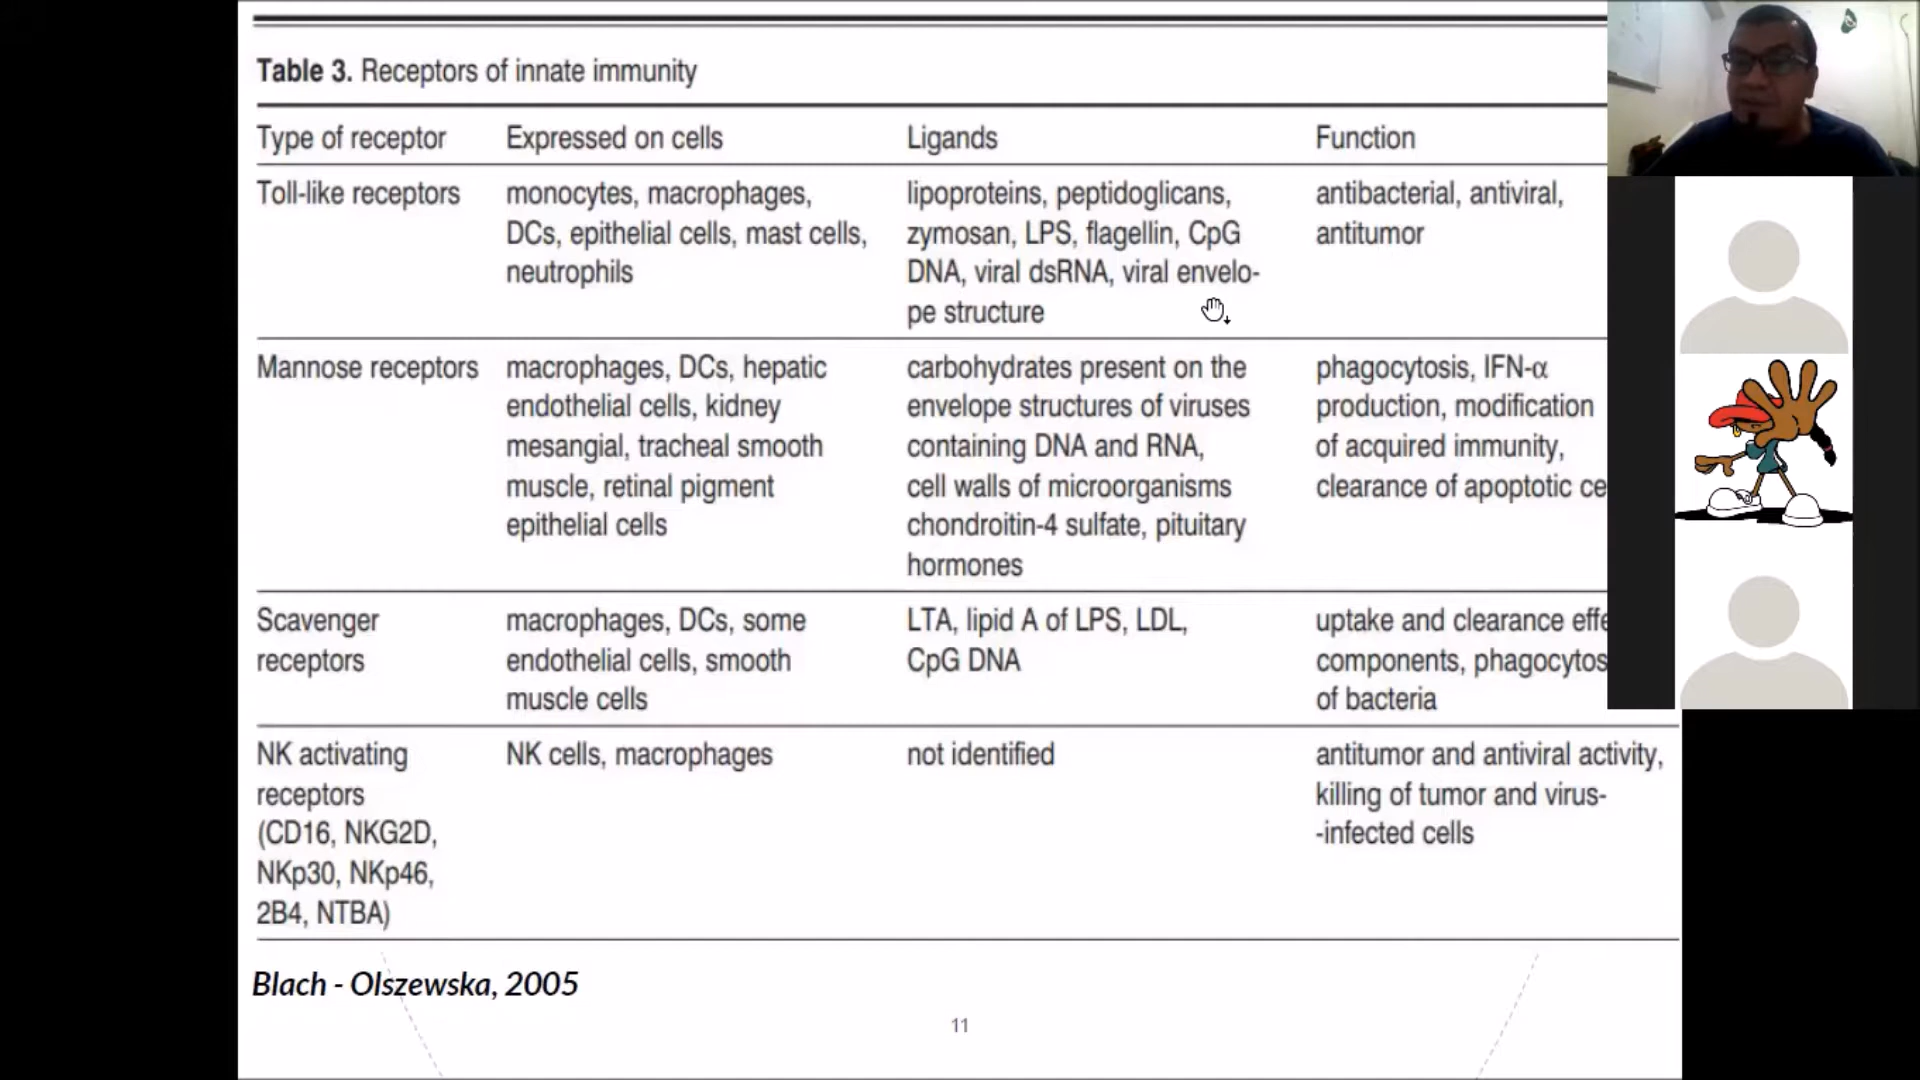 Table 3. Receptors of innate immunity
Type of receptor
Expressed on cells
Ligands
Function
Toll-like receptors
monocytes, macrophages,
DCs, epithelial cells, mast cells,
neutrophils
lipoproteins, peptidoglicans,
zymosan, LPS, flagellin, CpG
DNA, viral dsRNA, viral envelo-
pe structure
antibacterial, antiviral,
antitumor
Mannose receptors
macrophages, DCs, hepatic
endothelial cells, kidney
mesangial, tracheal smooth
muscle, retinal pigment
epithelial cells
carbohydrates present on the
envelope structures of viruses
containing DNA and RNA,
cell walls of microorganisms
chondroitin-4 sulfate, pituitary
hormones
phagocytosis, IFN-α
production, modification
of acquired immunity,
clearance of apoptotic
Scavenger
receptors
macrophages, DCs, some
endothelial cells, smooth
muscle cells
LTA, lipid A of LPS, LDL,
CpG DNA
uptake and clearance
components,
of bacteria
NK activating
receptors
(CD16, NKG2D,
NKp30, NKp46,
2B4, NTBA)
NK cells, macrophages
not identified
antitumor and antiviral activity,
killing of tumor and virus-
-infected cells
Blach - Olszewska, 2005
11